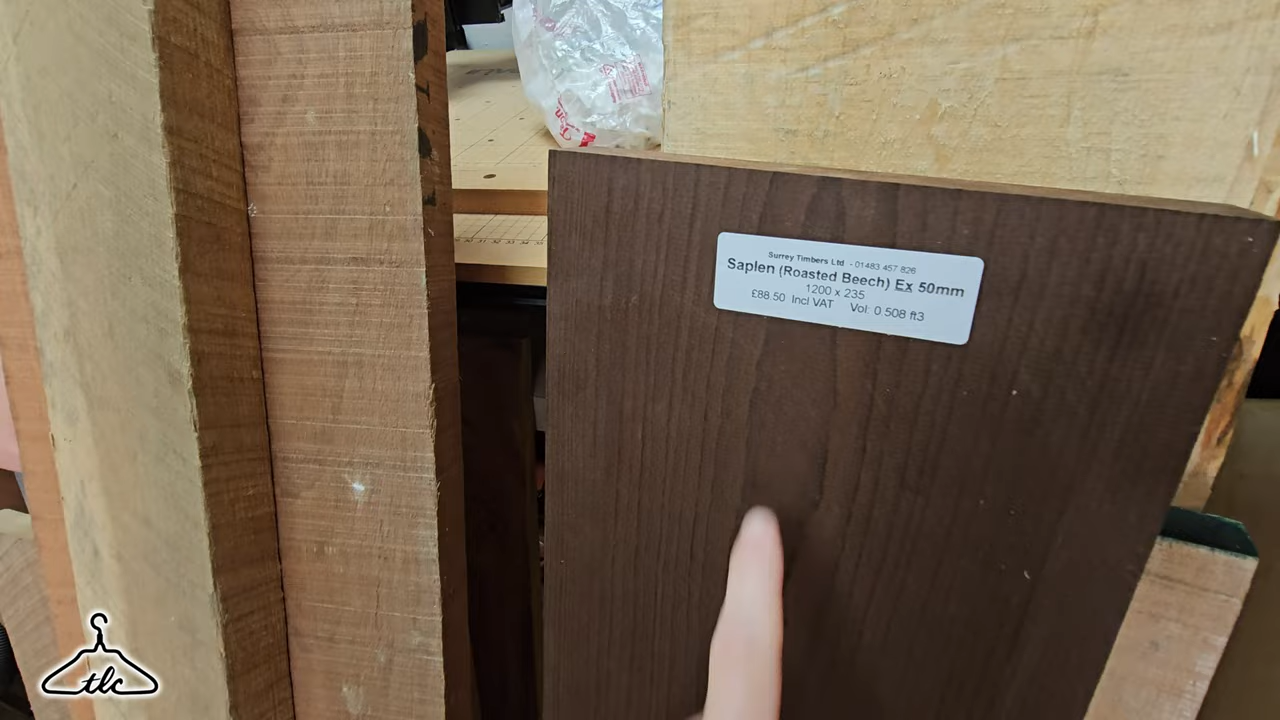 Surrey Timbers Ltd - 01483 457 826
Saplen (Roasted Beech) Ex 50mm
1200 x 235
£88.50 Incl VAT Vol: 0.508 ft3
tlc